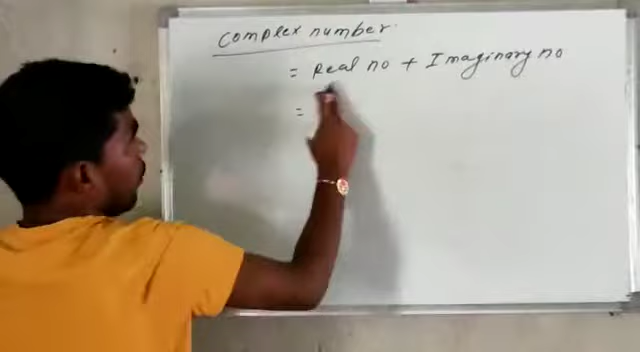 Complex number
= Real no + Imaginary no
=